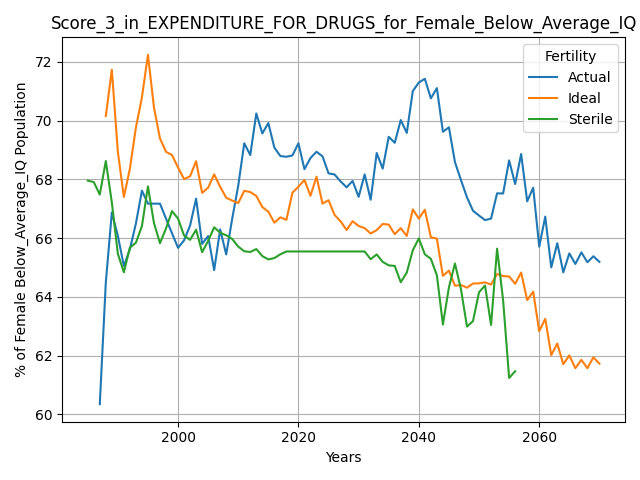 Score_3_in_EXPENDITURE_FOR_DRUGS_for_Female_Below_Average_IQ
% of Female Below_Average_IQ Population
72
70
68
66
64
62
60
Fertility
Actual
Ideal
Sterile
2000 2020 2040 2060
Years